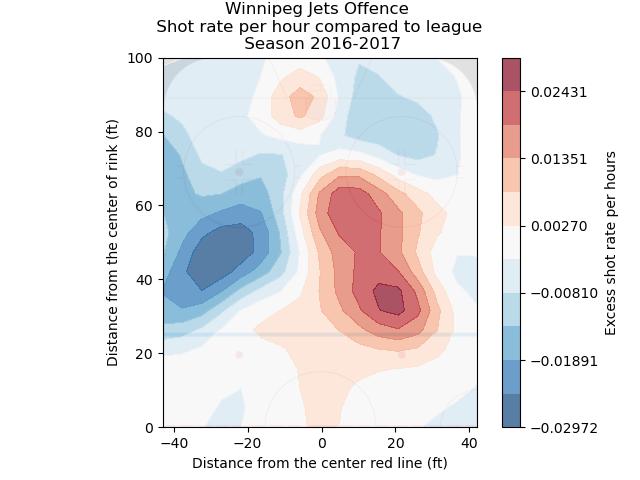 Winnipeg Jets Offence
Shot rate per hour compared to league
Season 2016-2017
100
80
60
40
20
0
Distance from the center of rink (ft)
−40
−20
0
20
40
Distance from the center red line (ft)
0.02431
0.01351
0.00270
−0.00810
−0.01891
−0.02972
Excess shot rate per hours